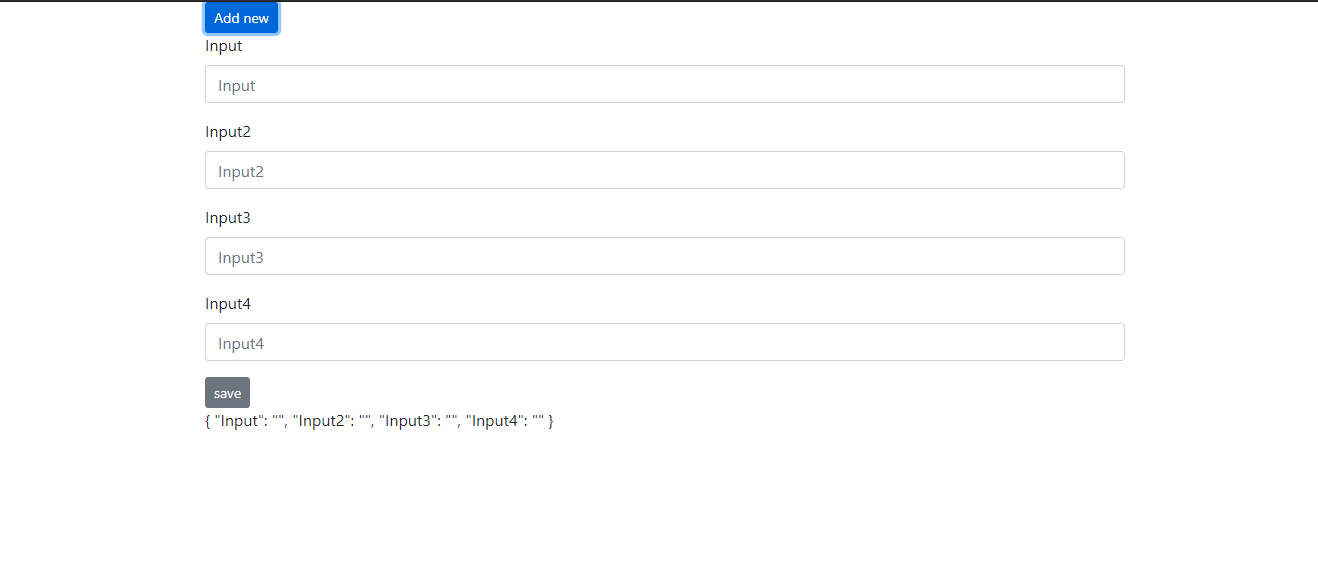 Add new
Input
Input
Input2
Input2
Input3
Input3
Input4
Input4
save
{ "Input": "", "Input2": "", "Input3": "", "Input4": "" }